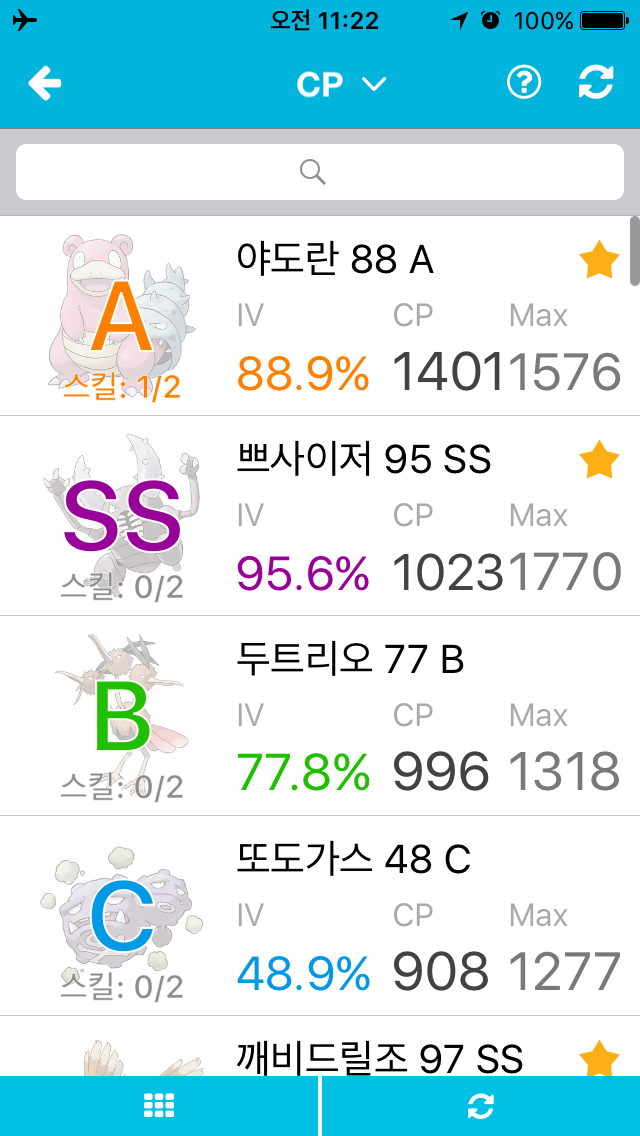 오전 11:22 100%
CP
야도란 88 A
IV CP Max
A
88.9% 1401 1576
스킬: 1/2
쁘사이저 95 SS
IV CP Max
SS
95.6% 1023 1770
스킬: 0/2
두트리오 77 B
IV CP Max
B
77.8% 996 1318
스킬: 0/2
또도가스 48 C
IV CP Max
C
48.9% 908 1277
스킬: 0/2
깨비드릴조 97 SS